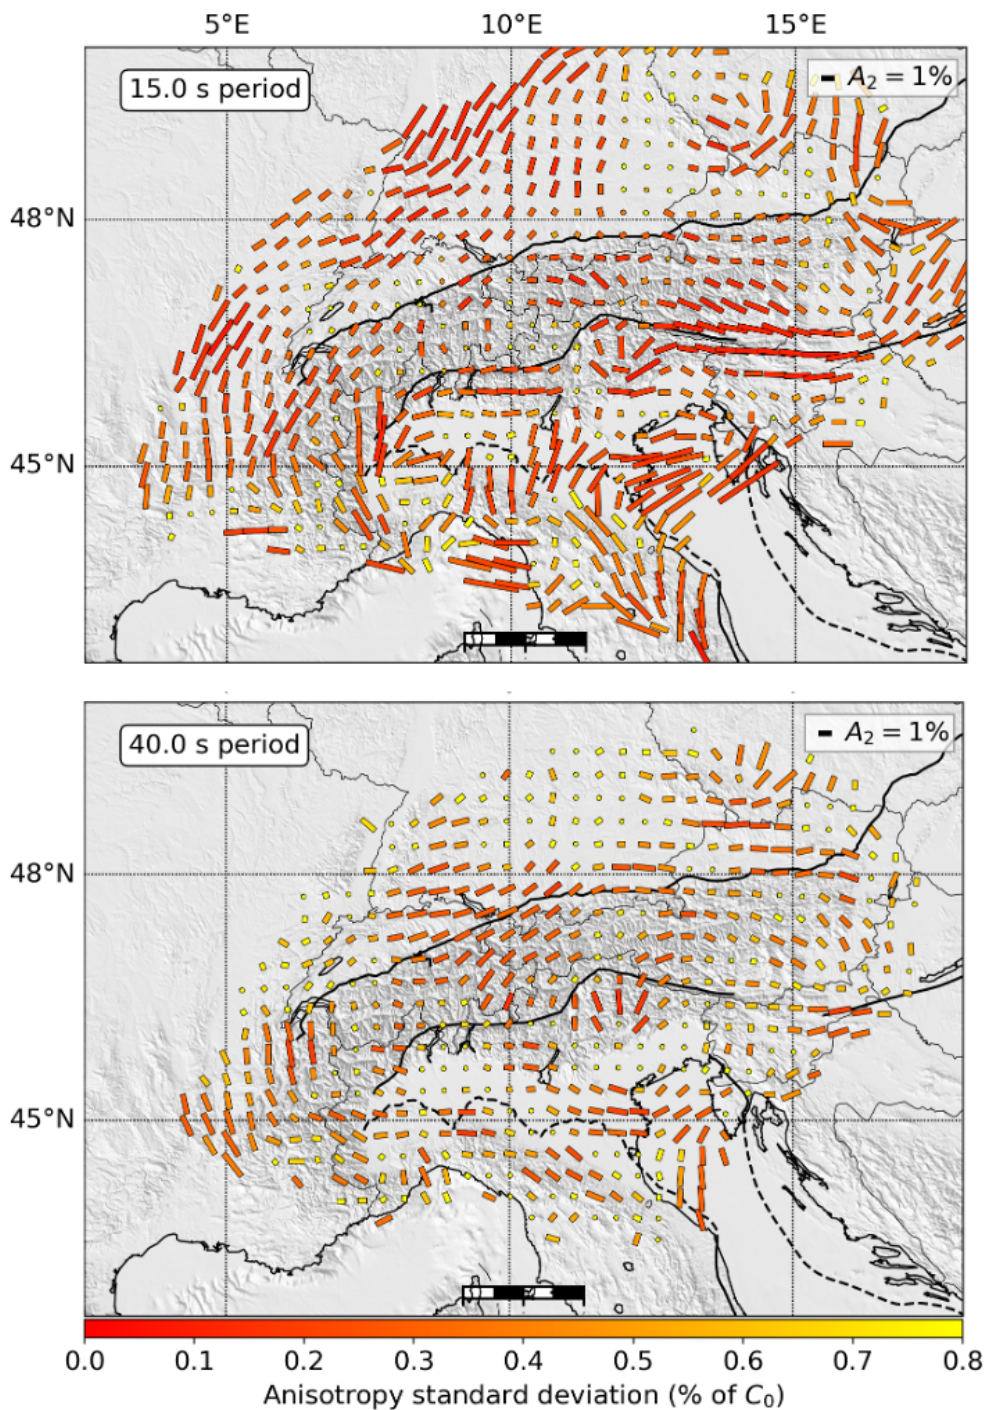 5°E 10°E 15°E
15.0 s period
A₂ = 1%
48°N
45°N
40.0 s period
A₂ = 1%
48°N
45°N
0.0 0.1 0.2 0.3 0.4 0.5 0.6 0.7 0.8
Anisotropy standard deviation (% of C₀)